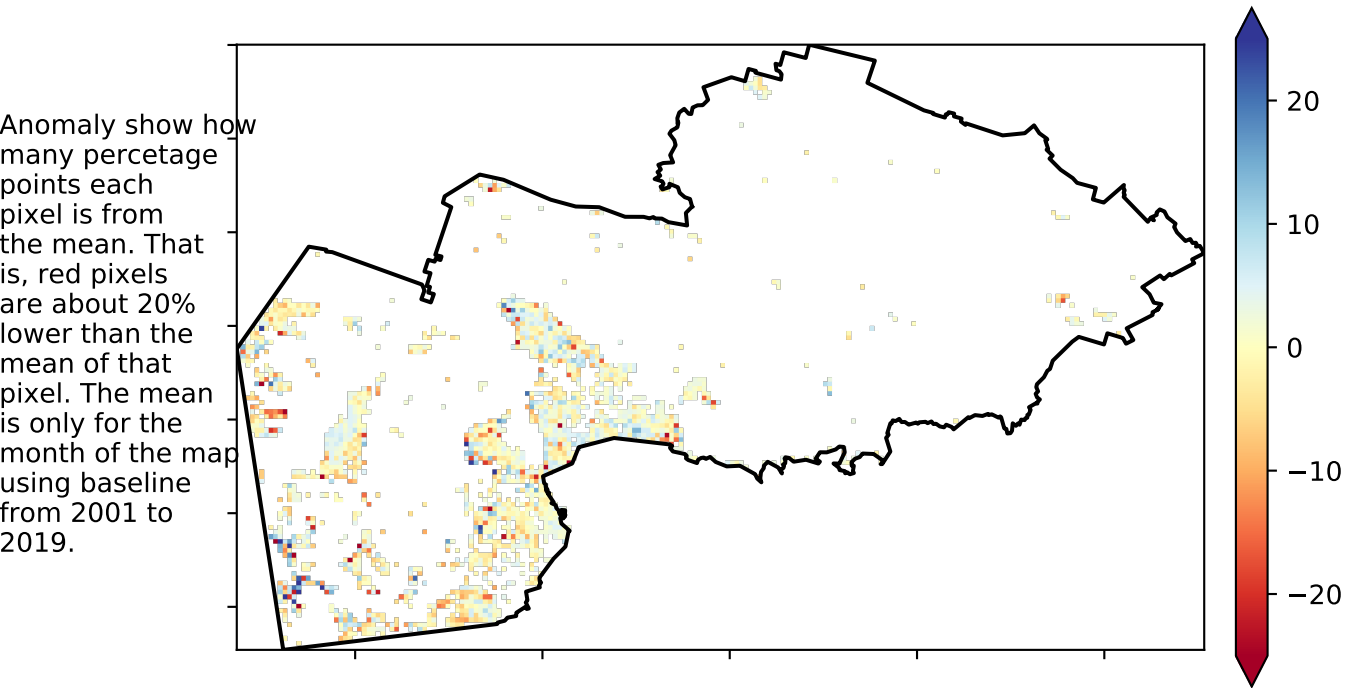 Anomaly show how
many percetage
points each
pixel is from
the mean. That
is, red pixels
are about 20%
lower than the
mean of that
pixel. The mean
is only for the
month of the map
using baseline
from 2001 to
2019.
20
10
0
−10
−20